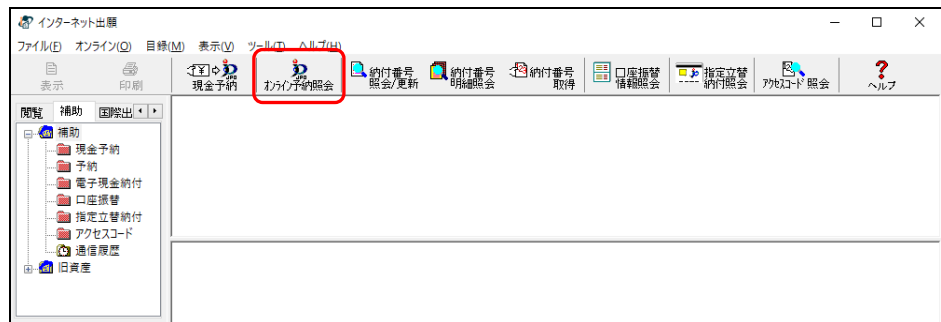 インターネット出願
ファイル(F) オンライン(O) 目録(M) 表示(V) ツール(T) ヘルプ(H)
表示
印刷
現金予納
オンライン予納照会
納付番号
照会/更新
納付番号
明細照会
納付番号
取得
口座振替
情報照会
指定立替
納付照会
アクセスコード照会
ヘルプ
閲覧 補助 国際出
補助
現金予納
予納
電子現金納付
口座振替
指定立替納付
アクセスコード
通信履歴
旧資産